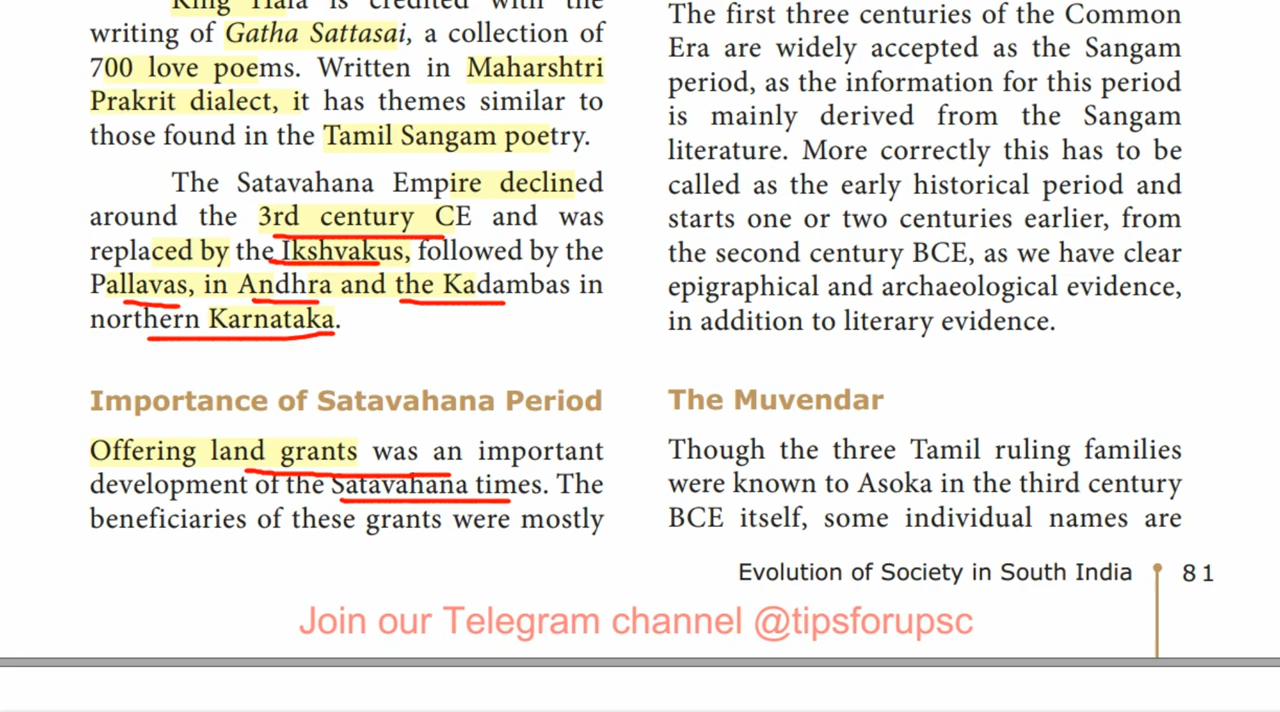 King Hala is credited with the
writing of Gatha Sattasai, a collection of
700 love poems. Written in Maharshtri
Prakrit dialect, it has themes similar to
those found in the Tamil Sangam poetry.
The Satavahana Empire declined
around the 3rd century CE and was
replaced by the Ikshvakus, followed by the
Pallavas, in Andhra and the Kadambas in
northern Karnataka.
Importance of Satavahana Period
Offering land grants was an important
development of the Satavahana times. The
beneficiaries of these grants were mostly
The first three centuries of the Common
Era are widely accepted as the Sangam
period, as the information for this period
is mainly derived from the Sangam
literature. More correctly this has to be
called as the early historical period and
starts one or two centuries earlier, from
the second century BCE, as we have clear
epigraphical and archaeological evidence,
in addition to literary evidence.
The Muvendar
Though the three Tamil ruling families
were known to Asoka in the third century
BCE itself, some individual names are
Evolution of Society in South India 81
Join our Telegram channel @tipsforupsc